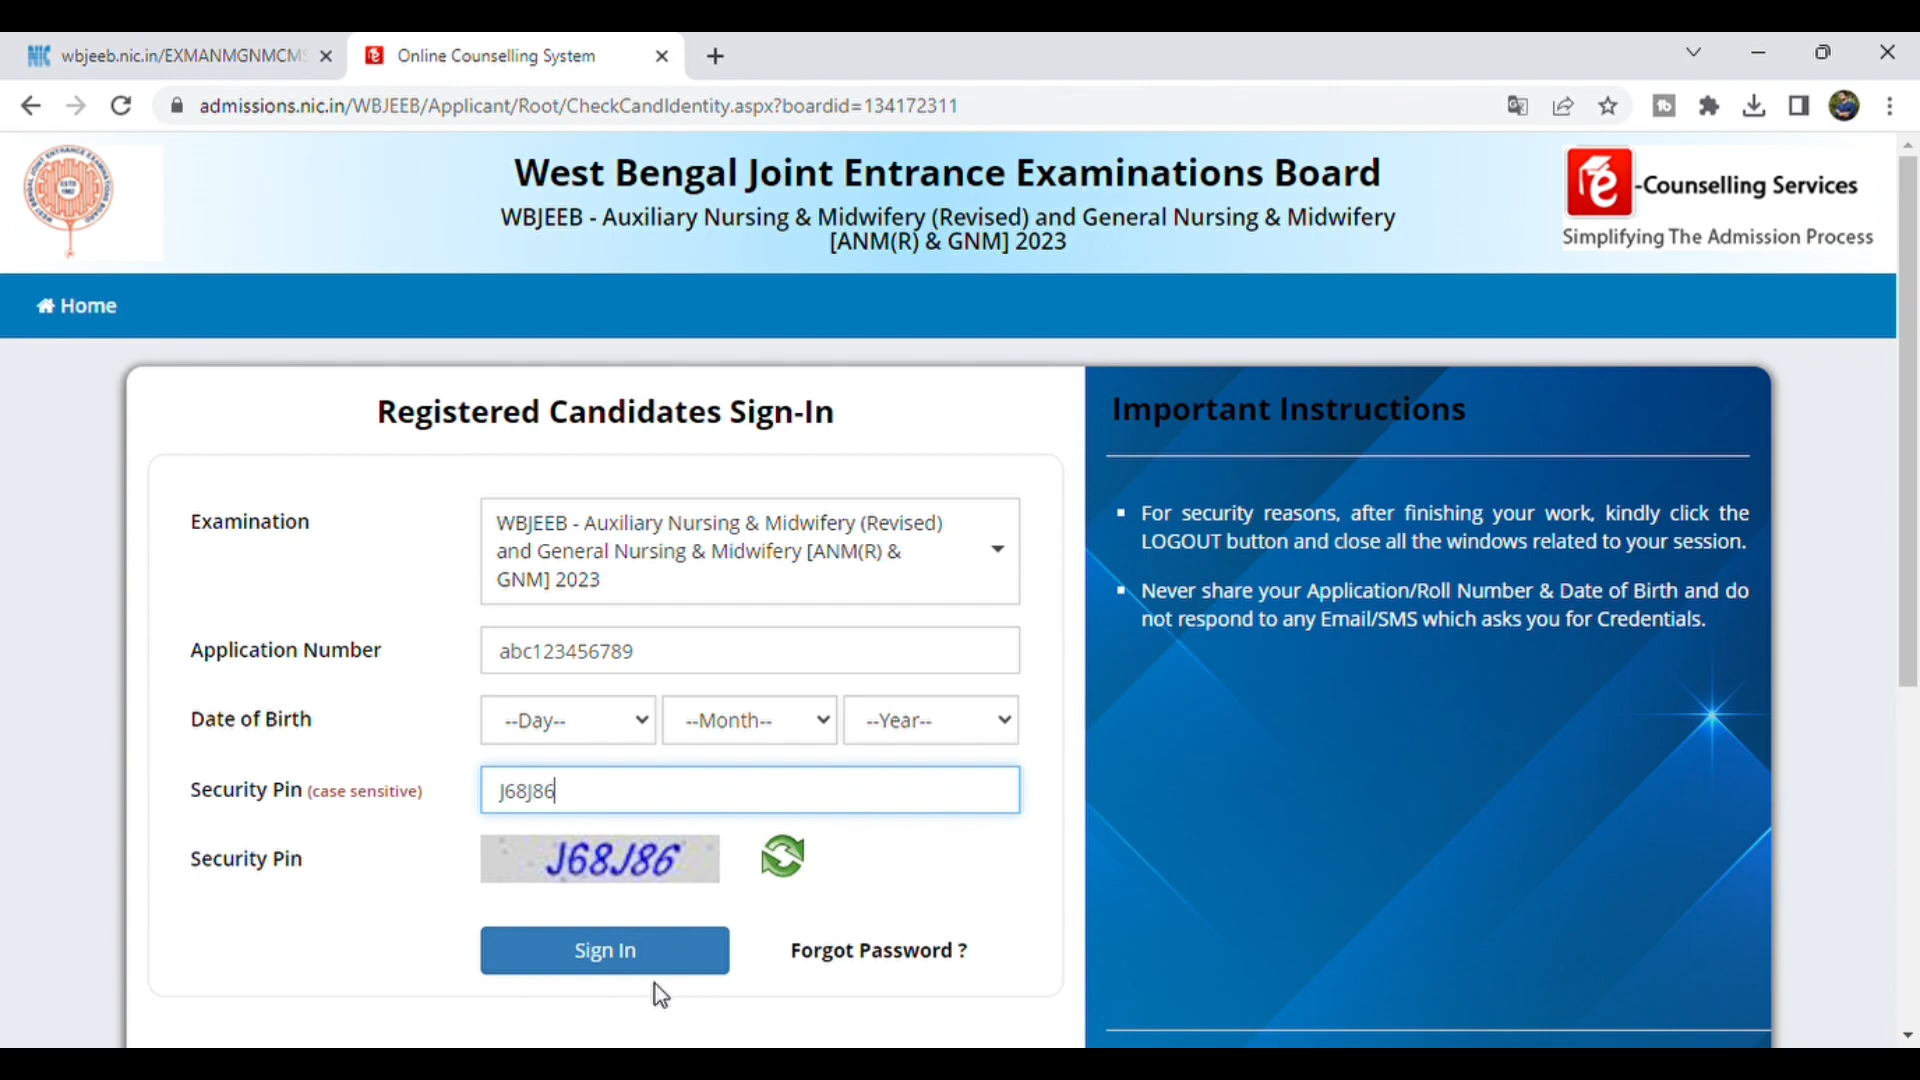 wbjeeb.nic.in/EXMANMGNMCMS
Online Counselling System
admissions.nic.in/WBJEEB/Applicant/Root/CheckCandIdentity.aspx?boardid=134172311
West Bengal Joint Entrance Examinations Board
WBJEEB - Auxiliary Nursing & Midwifery (Revised) and General Nursing & Midwifery
[ANM(R) & GNM] 2023
e-Counselling Services
Simplifying The Admission Process
Home
Registered Candidates Sign-In
Examination
WBJEEB - Auxiliary Nursing & Midwifery (Revised)
and General Nursing & Midwifery [ANM(R) &
GNM] 2023
Application Number
abc123456789
Date of Birth
--Day--
--Month--
--Year--
Security Pin (case sensitive)
J68J86
Security Pin
J68J86
Sign In
Forgot Password ?
Important Instructions
For security reasons, after finishing your work, kindly click the
LOGOUT button and close all the windows related to your session.
Never share your Application/Roll Number & Date of Birth and do
not respond to any Email/SMS which asks you for Credentials.